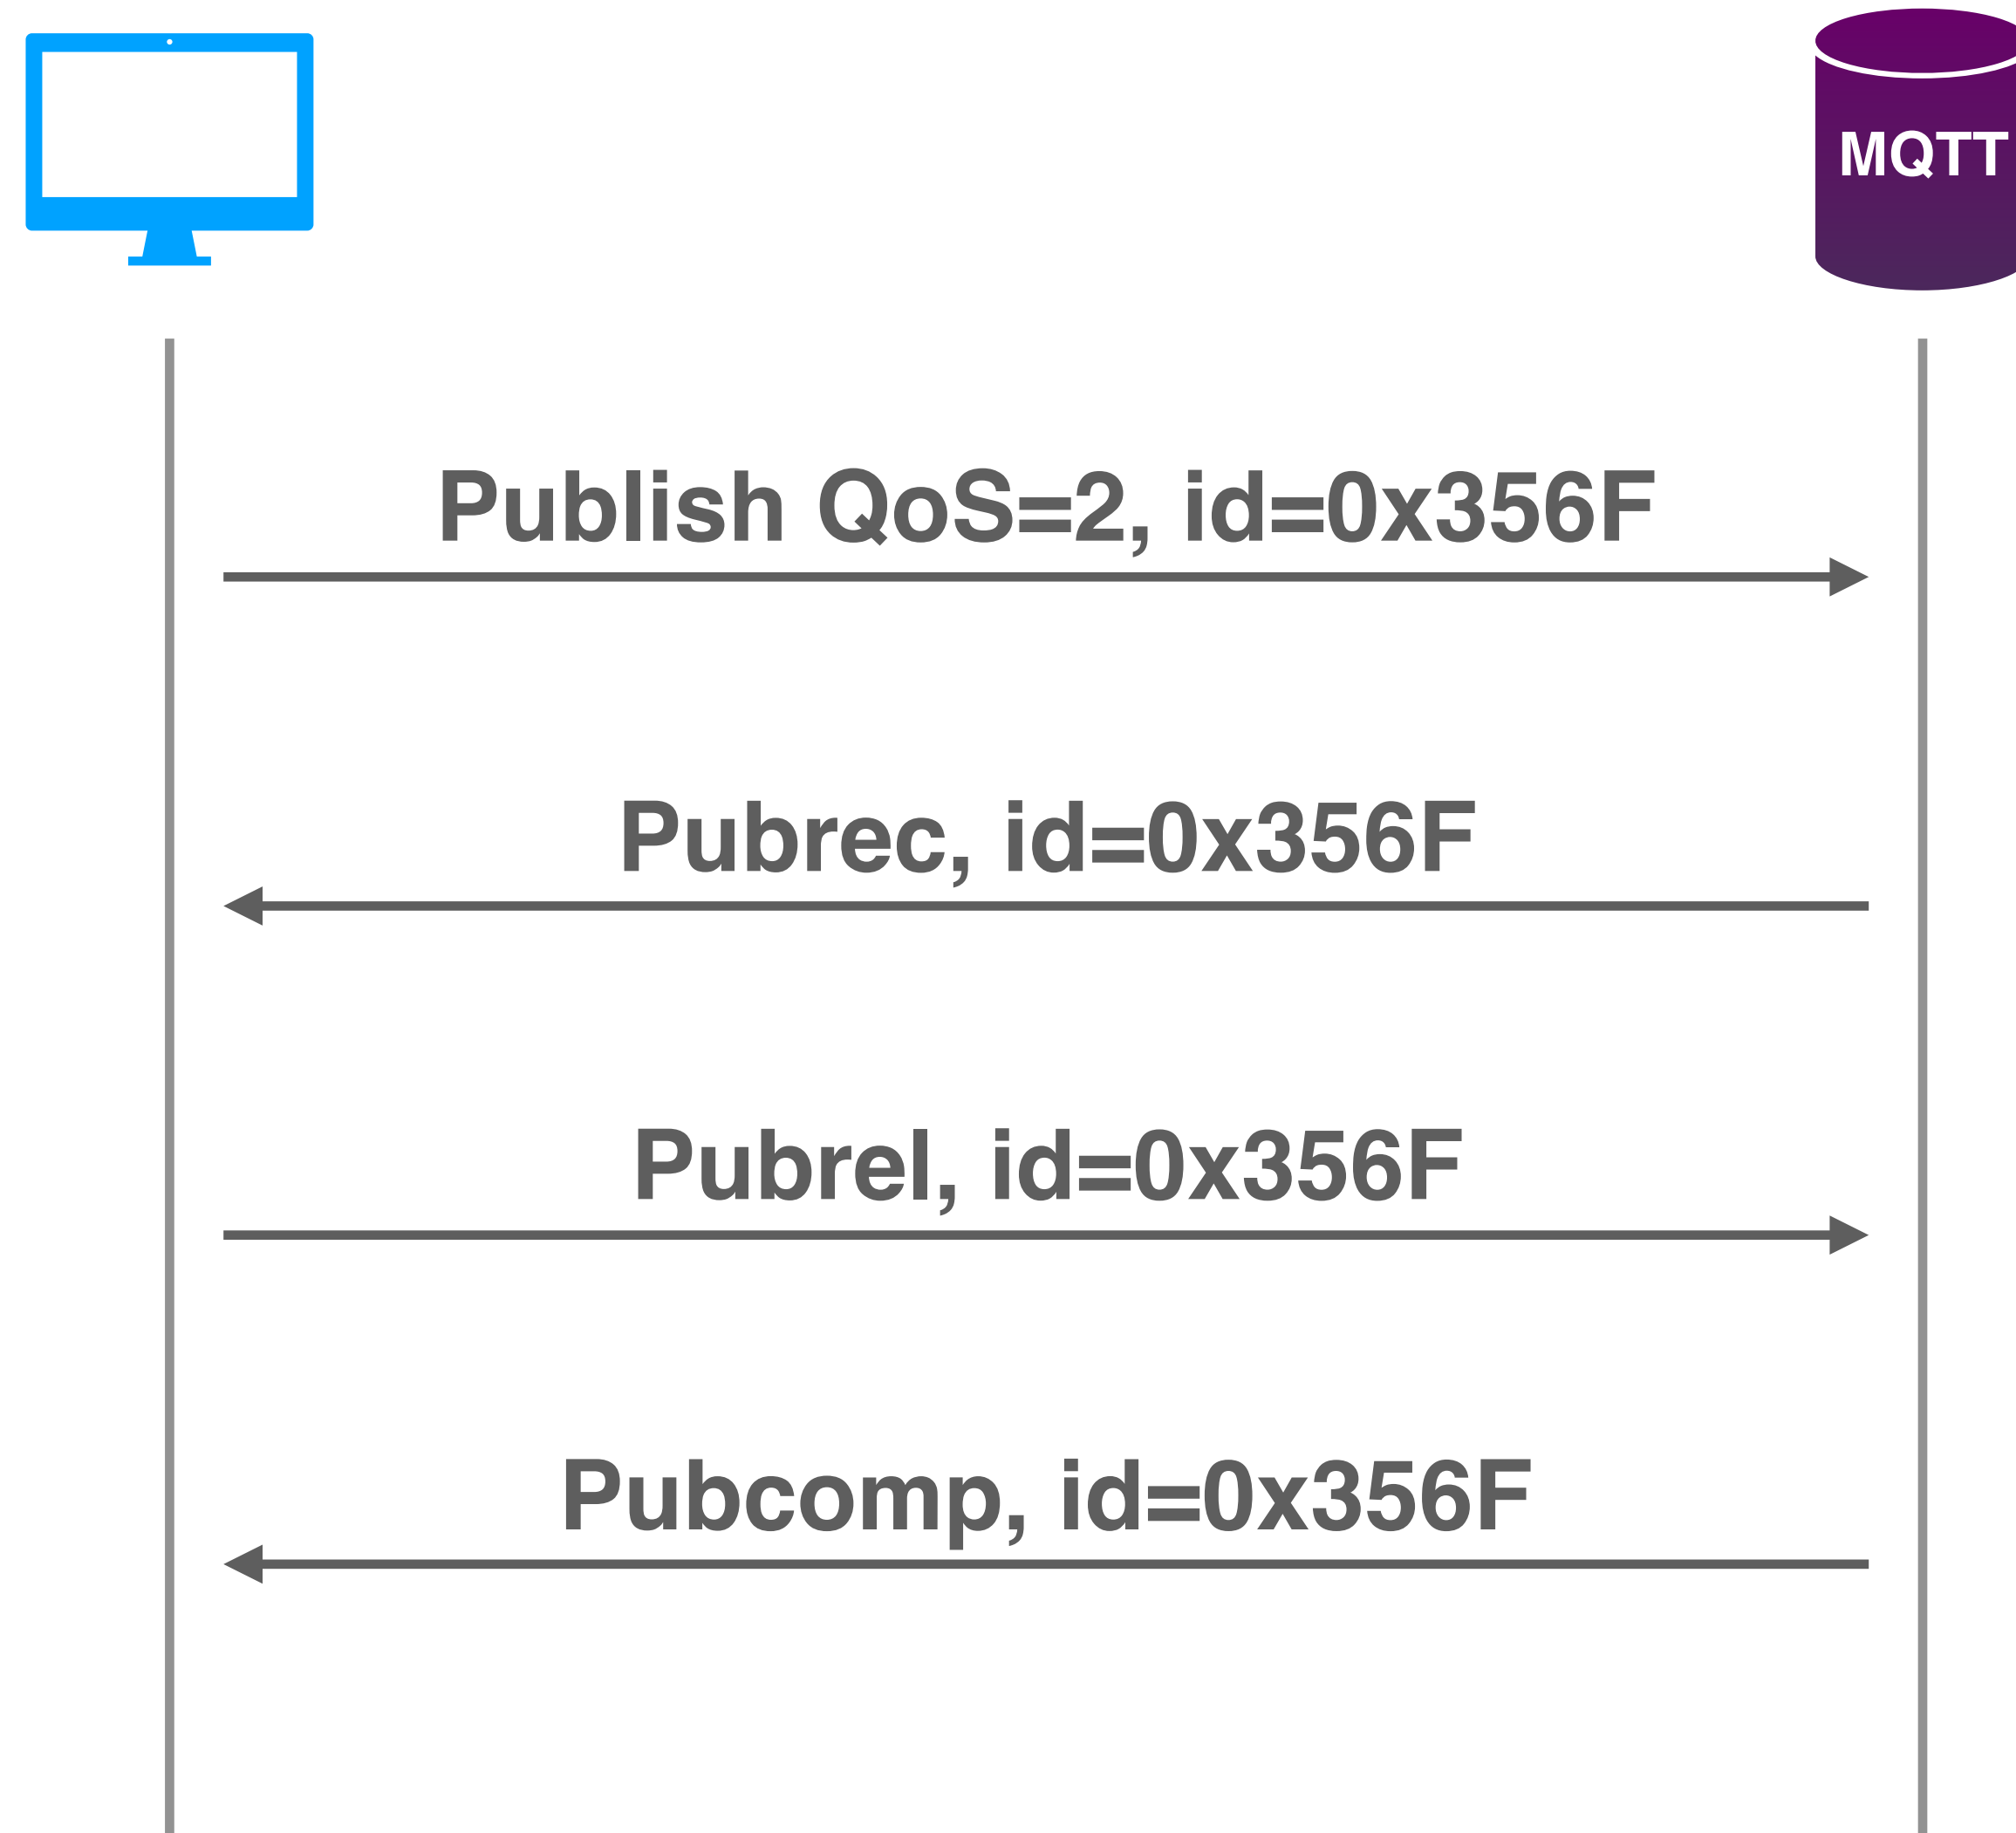 MQTT
Publish QoS=2, id=0x356F
Pubrec, id=0x356F
Pubrel, id=0x356F
Pubcomp, id=0x356F